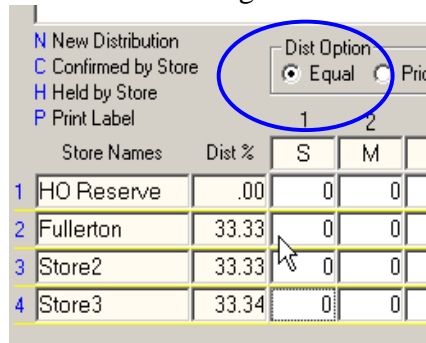 N New Distribution
C Confirmed by Store
H Held by Store
P Print Label
Dist Option
Equal
1 2
Store Names Dist % S M
1 HO Reserve .00 0 0
2 Fullerton 33.33 0 0
3 Store2 33.33 0 0
4 Store3 33.34 0 0